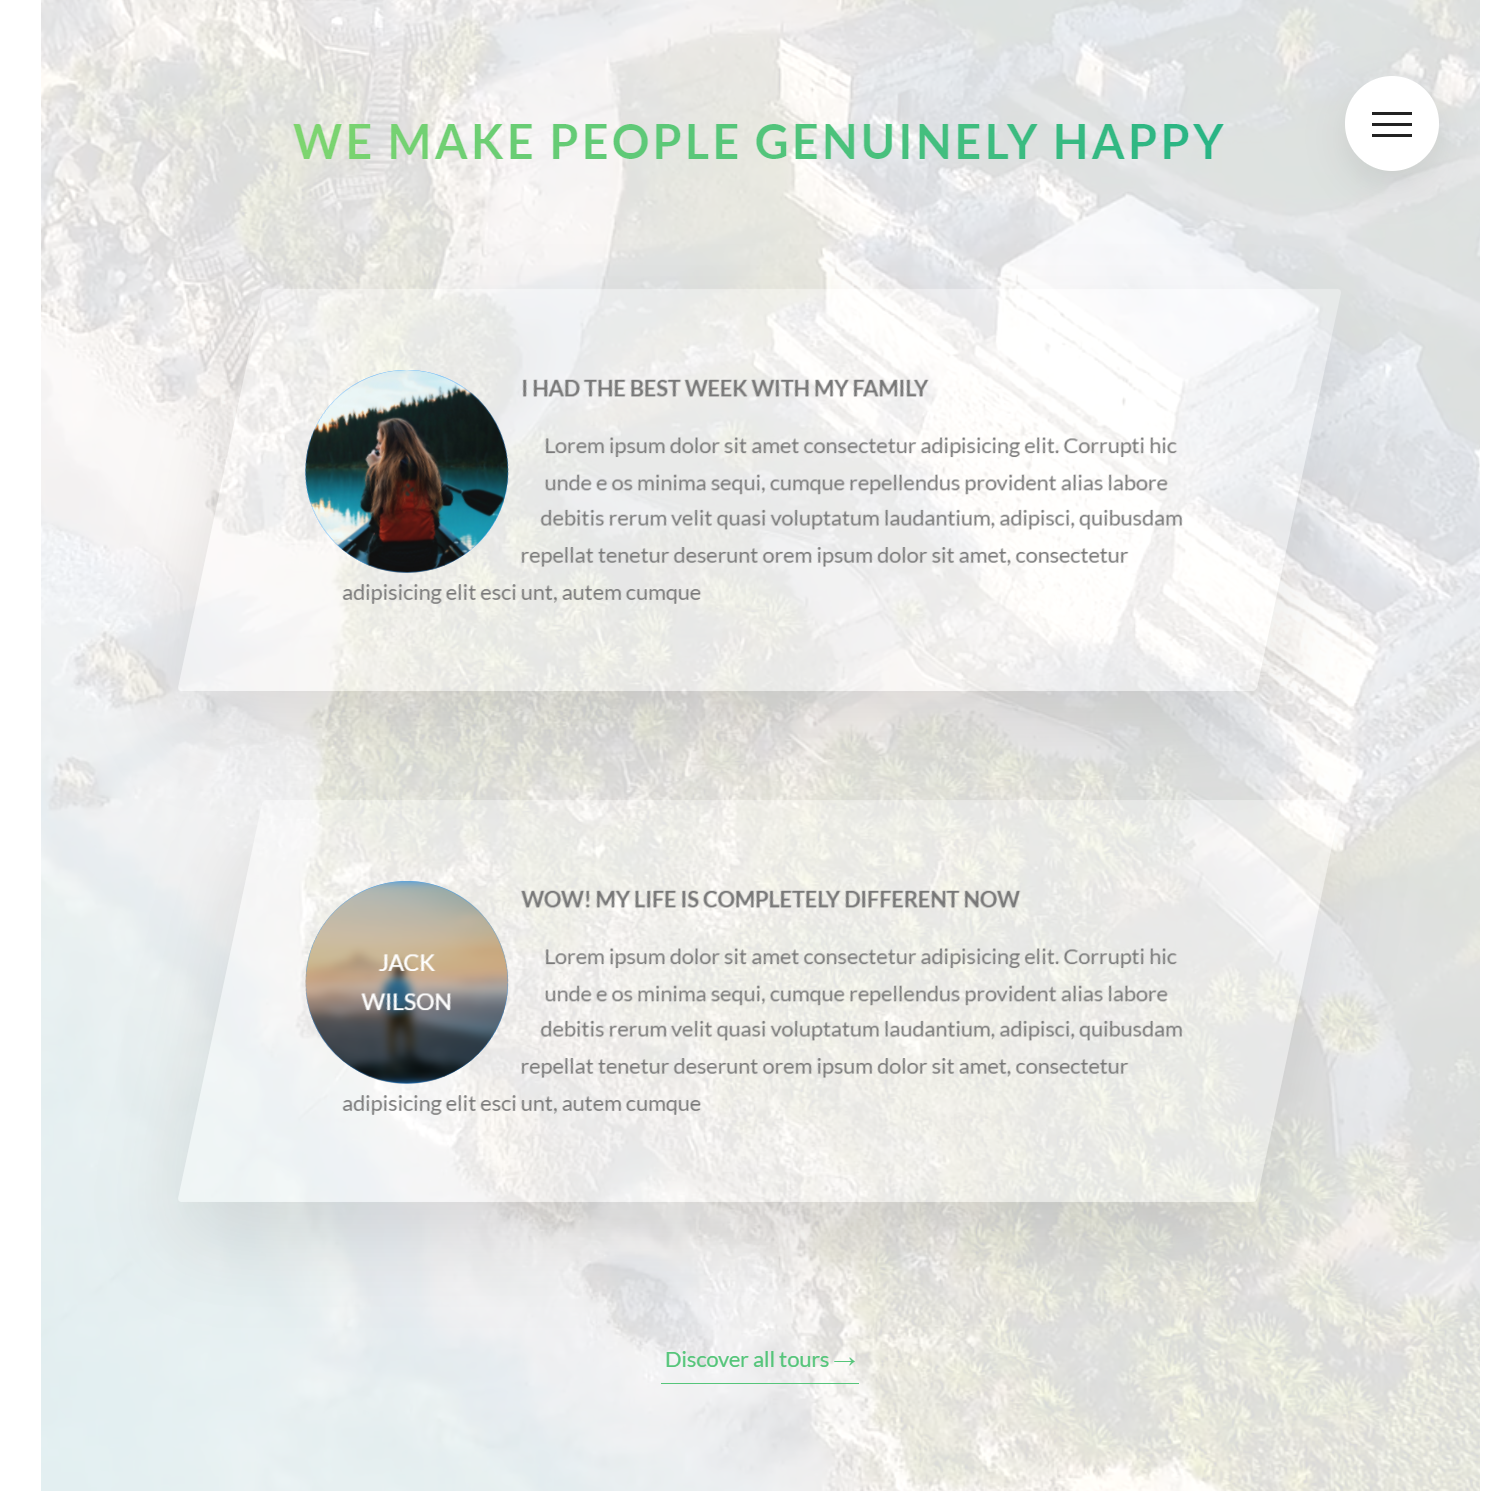 WE MAKE PEOPLE GENUINELY HAPPY
I HAD THE BEST WEEK WITH MY FAMILY
Lorem ipsum dolor sit amet consectetur adipisicing elit. Corrupti hic
unde e os minima sequi, cumque repellendus provident alias labore
debitis rerum velit quasi voluptatum laudantium, adipisci, quibusdam
repellat tenetur deserunt orem ipsum dolor sit amet, consectetur
adipisicing elit esci unt, autem cumque
WOW! MY LIFE IS COMPLETELY DIFFERENT NOW
JACK
WILSON
Lorem ipsum dolor sit amet consectetur adipisicing elit. Corrupti hic
unde e os minima sequi, cumque repellendus provident alias labore
debitis rerum velit quasi voluptatum laudantium, adipisci, quibusdam
repellat tenetur deserunt orem ipsum dolor sit amet, consectetur
adipisicing elit esci unt, autem cumque
Discover all tours →